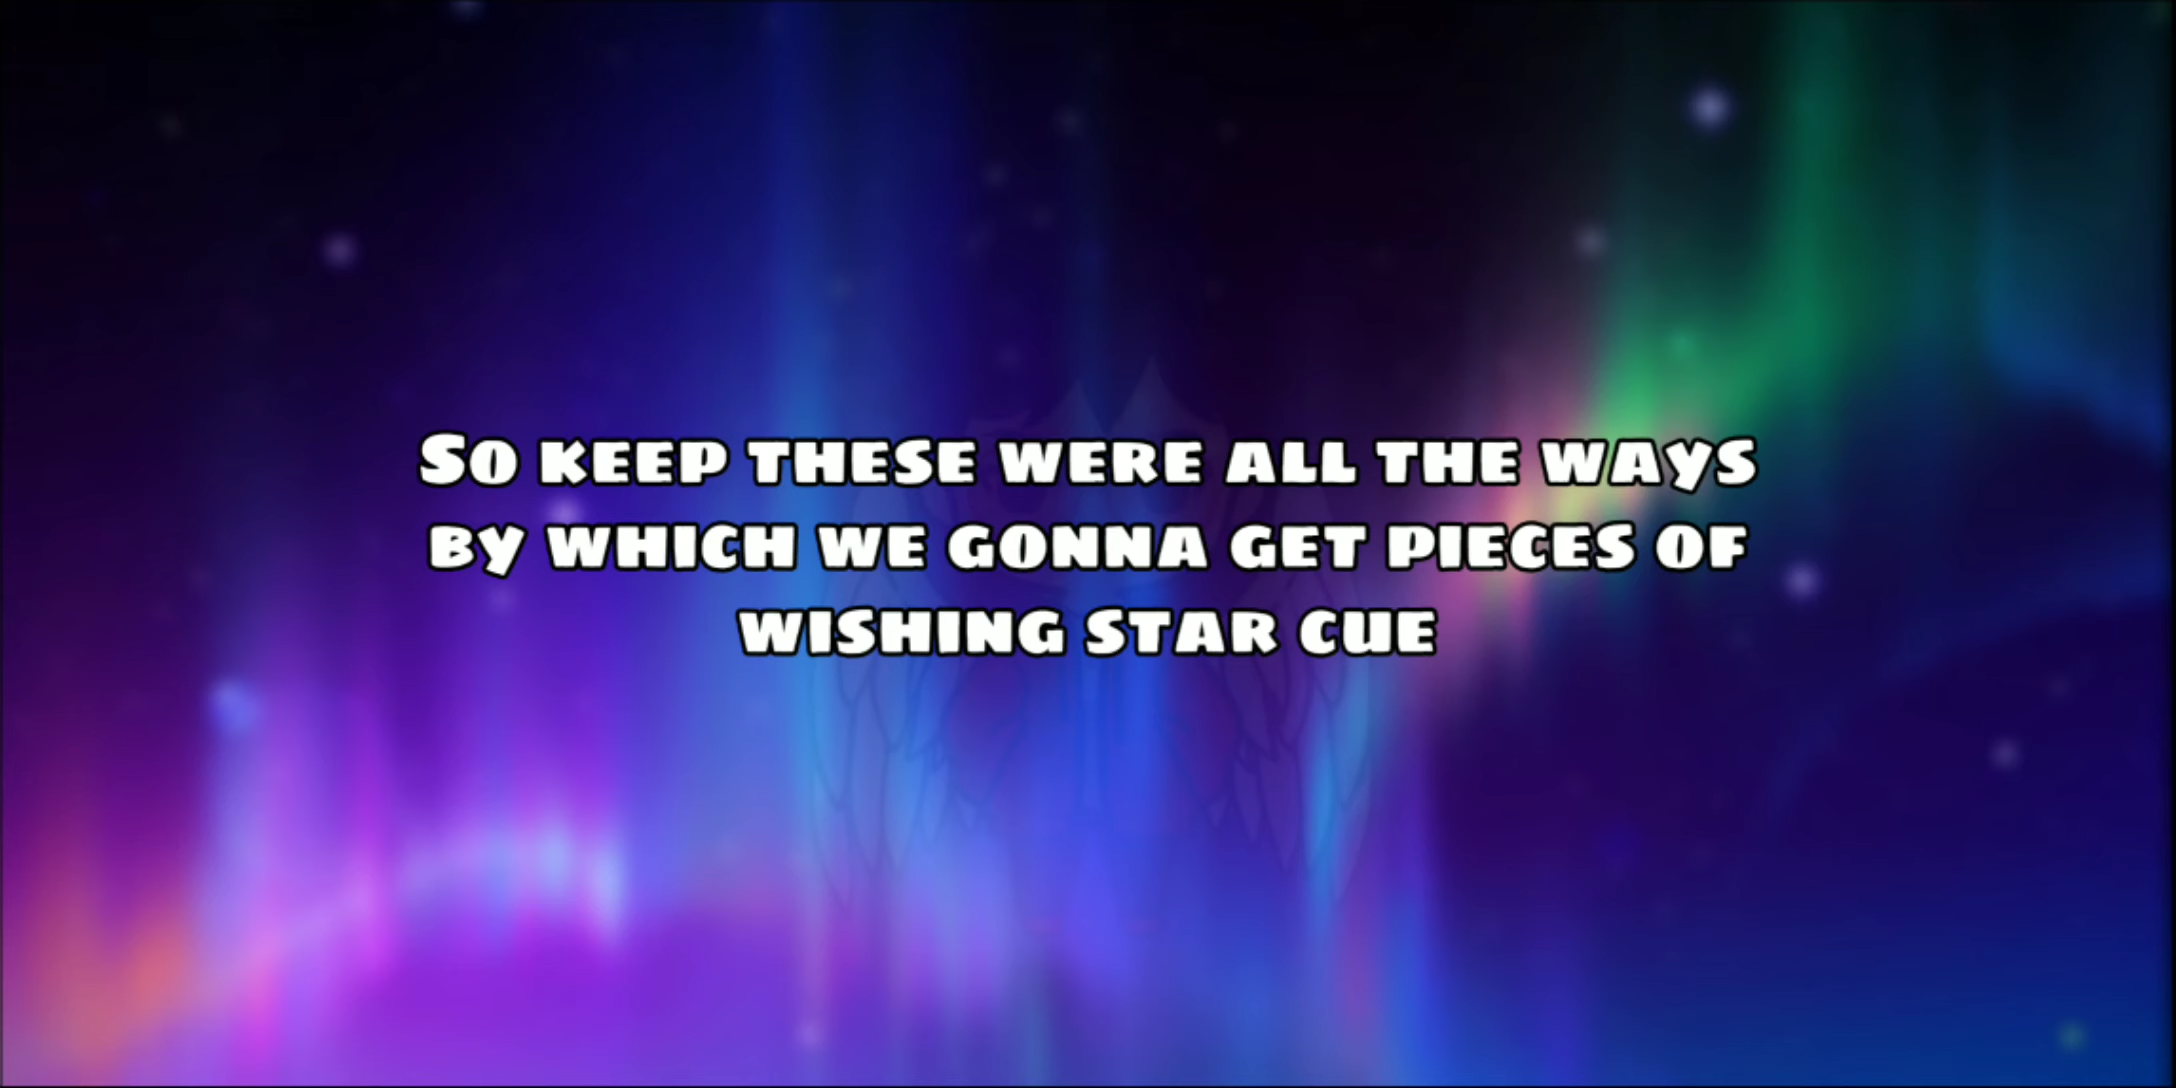 So keep these were all the ways
by which we gonna get pieces of
wishing star cue